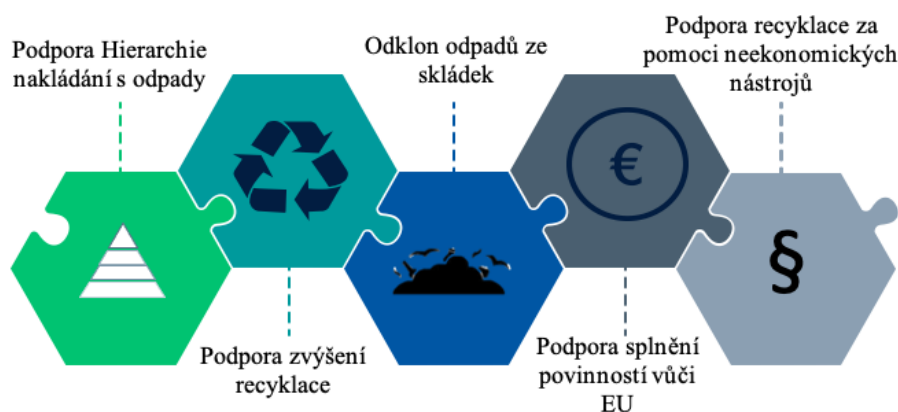 Podpora Hierarchie
nakládání s odpady
Odklon odpadů ze
skládek
Podpora recyklace za
pomoci neekonomických
nástrojů
€
§
Podpora zvýšení
recyklace
Podpora splnění
povinností vůči
EU